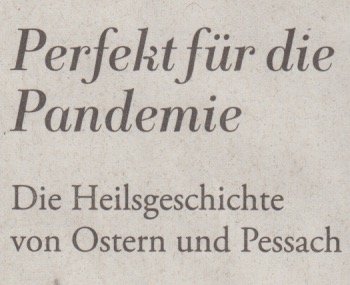 Perfekt für die
Pandemie
Die Heilsgeschichte
von Ostern und Pessach